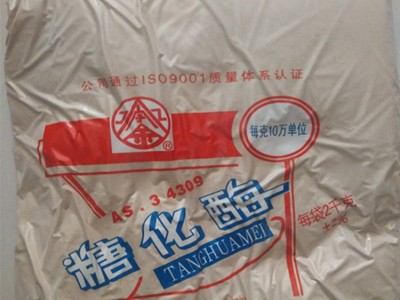 公司通过ISO9001质量体系认证
®
每克10万单位
AS·3·4309
糖化酶
TANGHUAMEI
每袋2千克